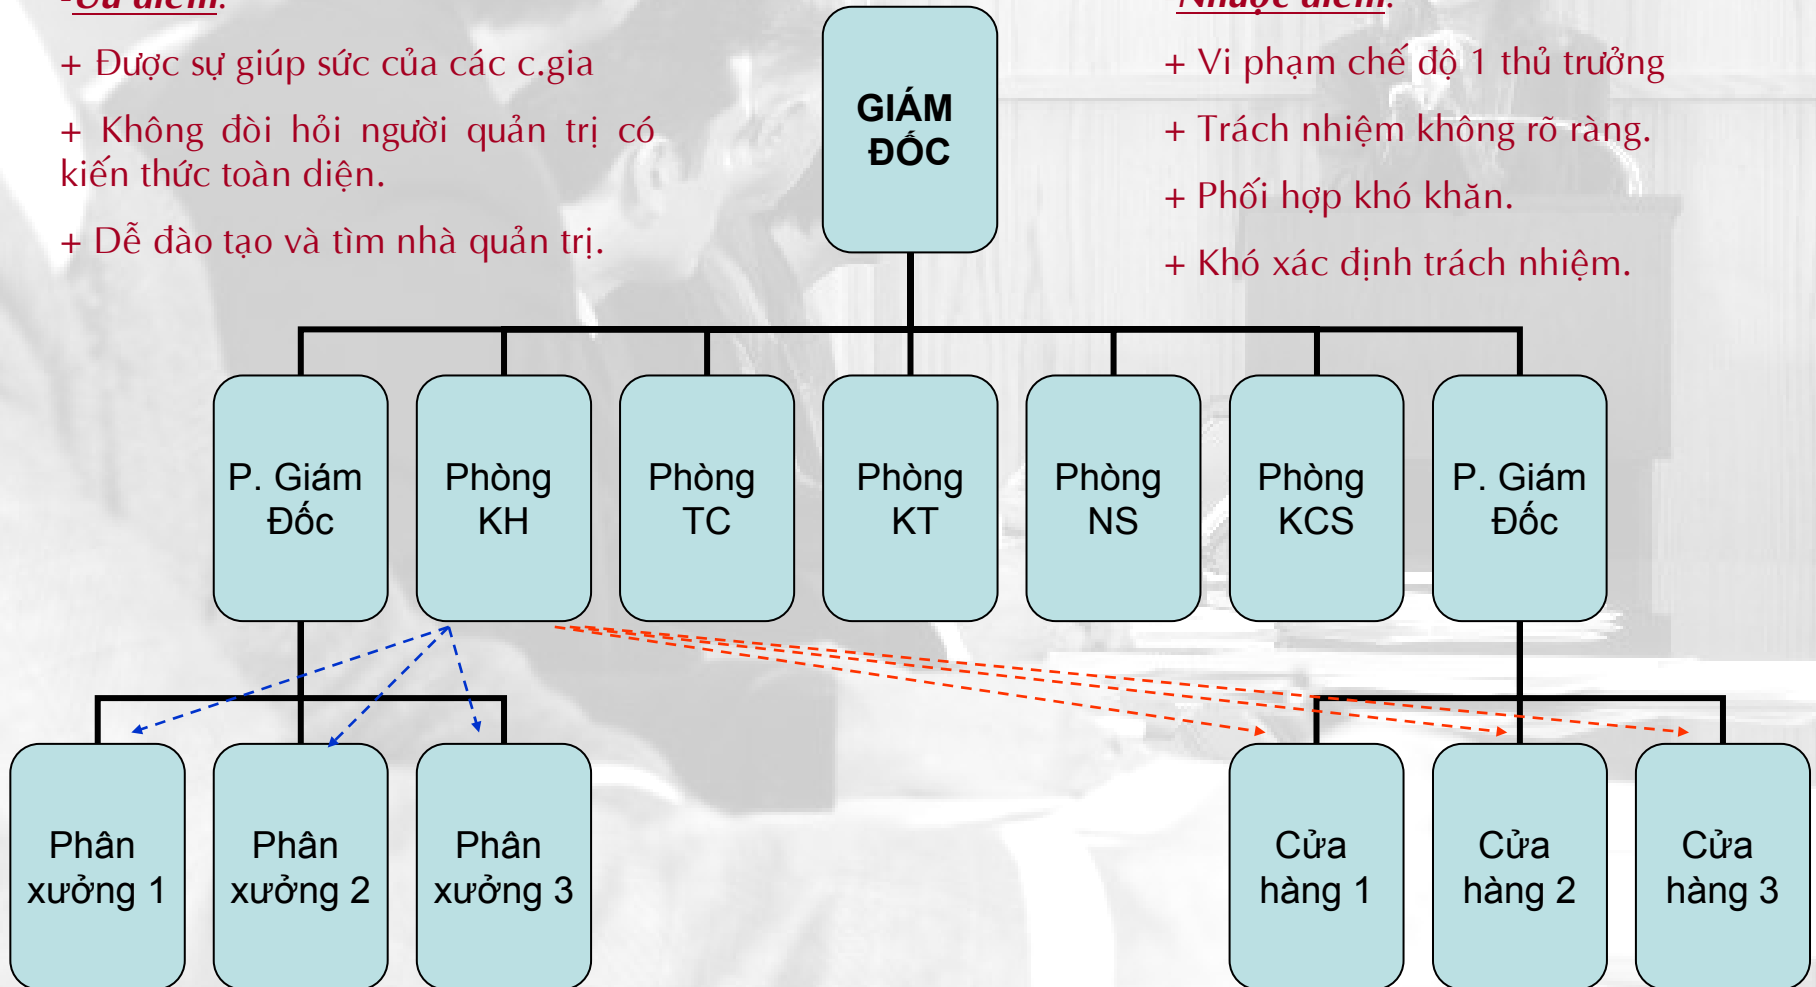 -Ưu điểm:
+ Được sự giúp sức của các c.gia
+ Không đòi hỏi người quản trị có
kiến thức toàn diện.
+ Dễ đào tạo và tìm nhà quản trị.
Nhược điểm:
+ Vi phạm chế độ 1 thủ trưởng
+ Trách nhiệm không rõ ràng.
+ Phối hợp khó khăn.
+ Khó xác định trách nhiệm.
GIÁM
ĐỐC
P. Giám
Đốc
Phòng
KH
Phòng
TC
Phòng
KT
Phòng
NS
Phòng
KCS
P. Giám
Đốc
Phân
xưởng 1
Phân
xưởng 2
Phân
xưởng 3
Cửa
hàng 1
Cửa
hàng 2
Cửa
hàng 3